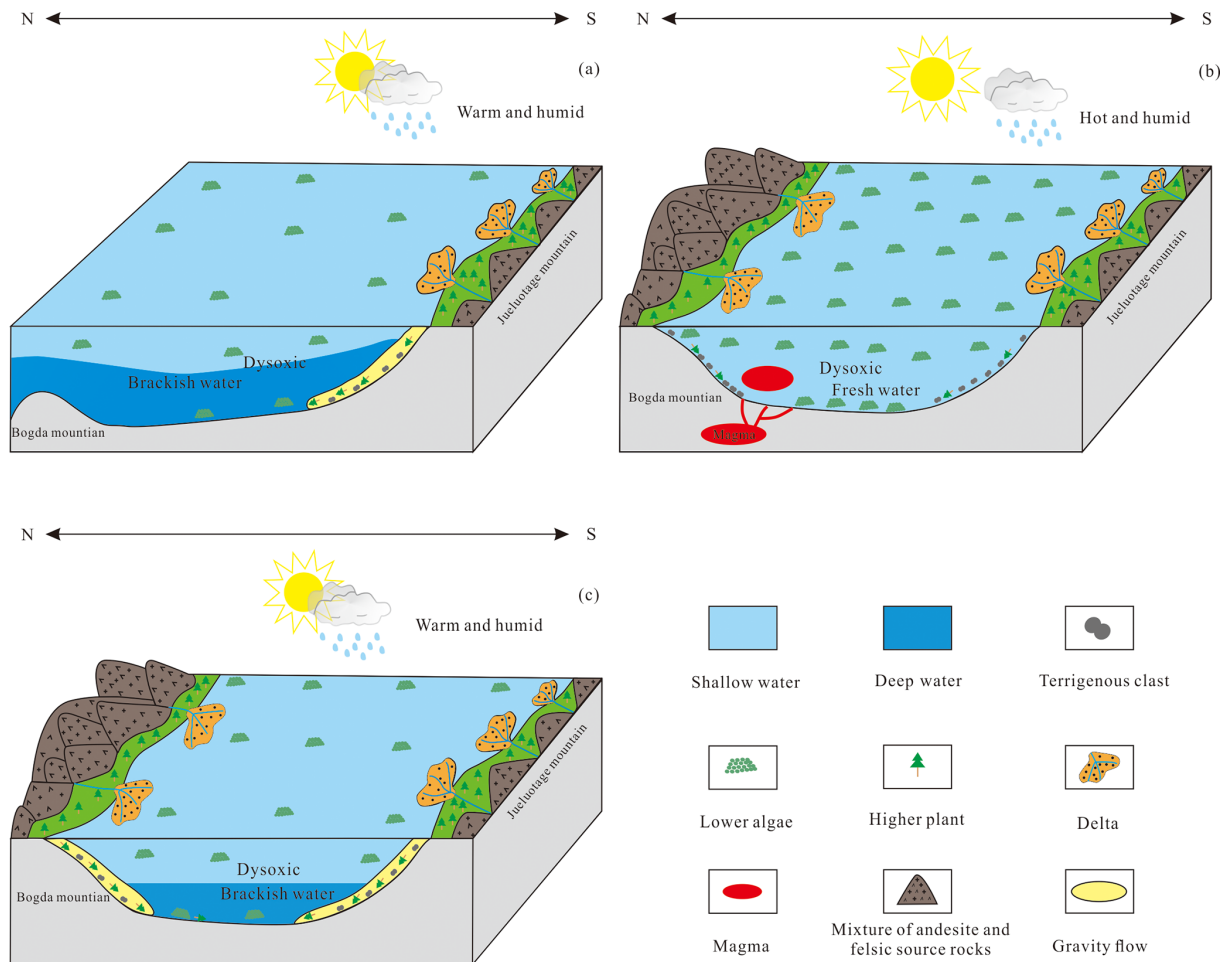 N S
(a)
Warm and humid
Jueluotage mountain
Dysoxic
Brackish water
Bogda mountian
N S
(b)
Hot and humid
Jueluotage mountain
Dysoxic
Fresh water
Bogda mountian
Magma
N S
(c)
Warm and humid
Jueluotage mountain
Dysoxic
Brackish water
Bogda mountian
Shallow water
Deep water
Terrigenous clast
Lower algae
Higher plant
Delta
Magma
Mixture of andesite and
felsic source rocks
Gravity flow